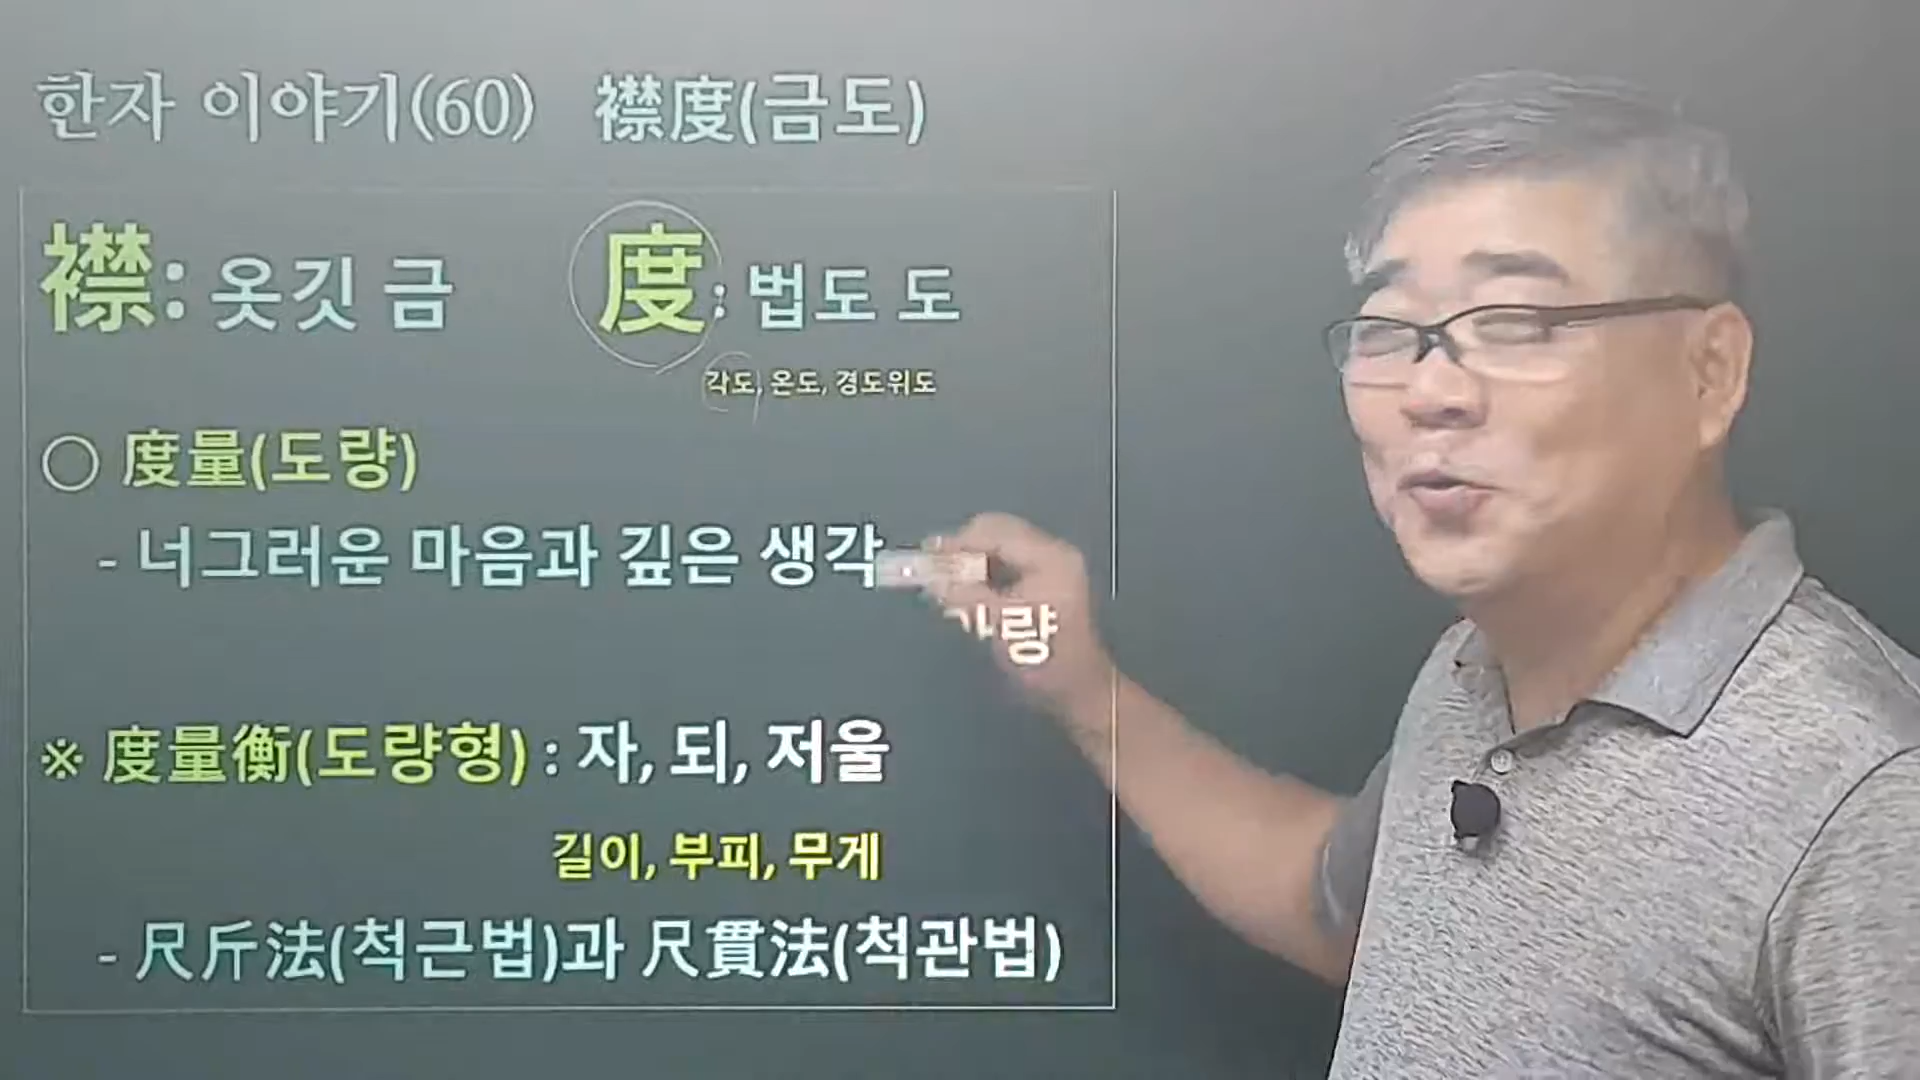 한자 이야기(60) 襟度(금도)
襟: 옷깃 금 度: 법도 도
각도, 온도, 경도위도
○ 度量(도량)
- 너그러운 마음과 깊은 생각
※ 度量衡(도량형) : 자, 되, 저울
길이, 부피, 무게
- 尺斤法(척근법)과 尺貫法(척관법)